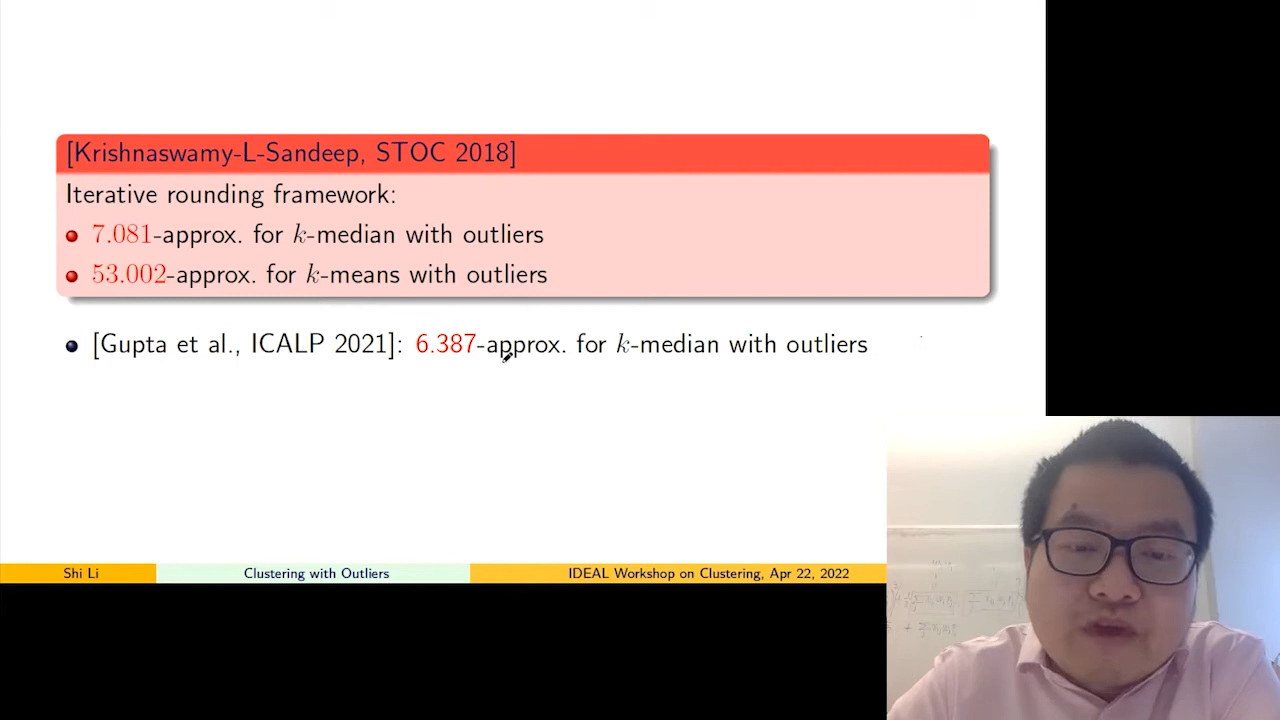 [Krishnaswamy-L-Sandeep, STOC 2018]
Iterative rounding framework:
7.081-approx. for k-median with outliers
53.002-approx. for k-means with outliers
[Gupta et al., ICALP 2021]: 6.387-approx. for k-median with outliers
Shi Li
Clustering with Outliers
IDEAL Workshop on Clustering, Apr 22, 2022